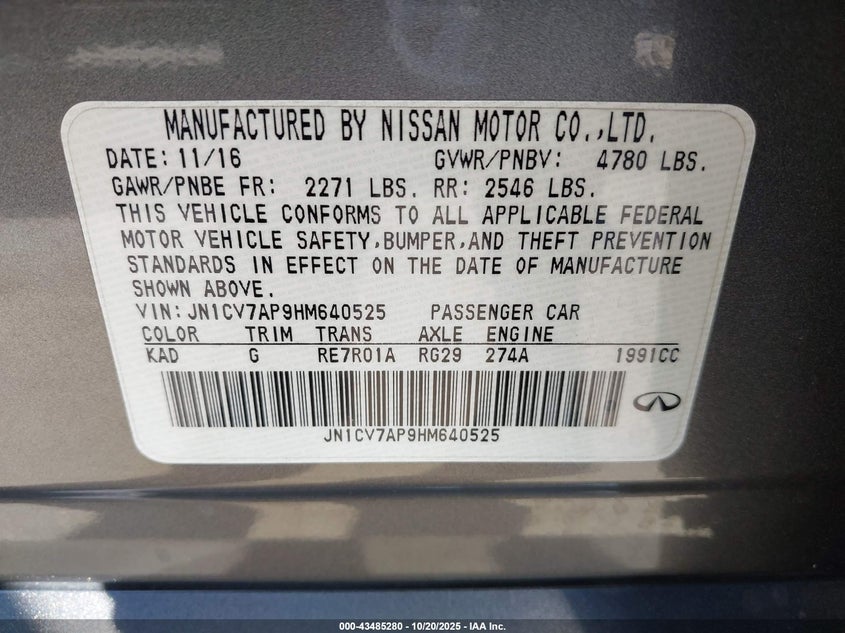 MANUFACTURED BY NISSAN MOTOR CO.,LTD.
DATE: 11/16 GVWR/PNBV: 4780 LBS.
GAWR/PNBE FR: 2271 LBS. RR: 2546 LBS.
THIS VEHICLE CONFORMS TO ALL APPLICABLE FEDERAL
MOTOR VEHICLE SAFETY,BUMPER,AND THEFT PREVENTION
STANDARDS IN EFFECT ON THE DATE OF MANUFACTURE
SHOWN ABOVE.
VIN: JN1CV7AP9HM640525 PASSENGER CAR
COLOR TRIM TRANS AXLE ENGINE
KAD G RE7R01A RG29 274A 1991CC
JN1CV7AP9HM640525
000-43485280 - 10/20/2025 - IAA Inc.